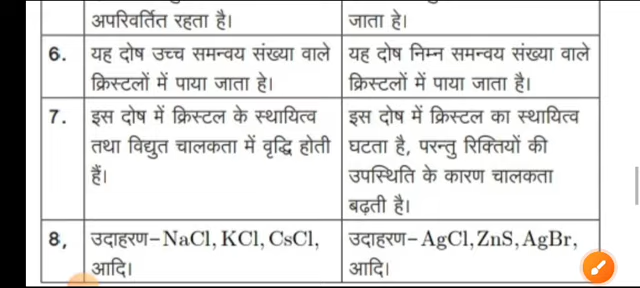 अपरिवर्तित रहता है।
जाता हे।
6.
यह दोष उच्च समन्वय संख्या वाले
क्रिस्टलों में पाया जाता हे।
यह दोष निम्न समन्वय संख्या वाले
क्रिस्टलों में पाया जाता है।
7.
इस दोष में क्रिस्टल के स्थायित्व
तथा विद्युत चालकता में वृद्धि होती
हैं।
इस दोष में क्रिस्टल का स्थायित्व
घटता है, परन्तु रिक्तियों की
उपस्थिति के कारण चालकता
बढ़ती है।
8,
उदाहरण–NaCl, KCl, CsCl,
आदि।
उदाहरण–AgCl, ZnS, AgBr,
आदि।